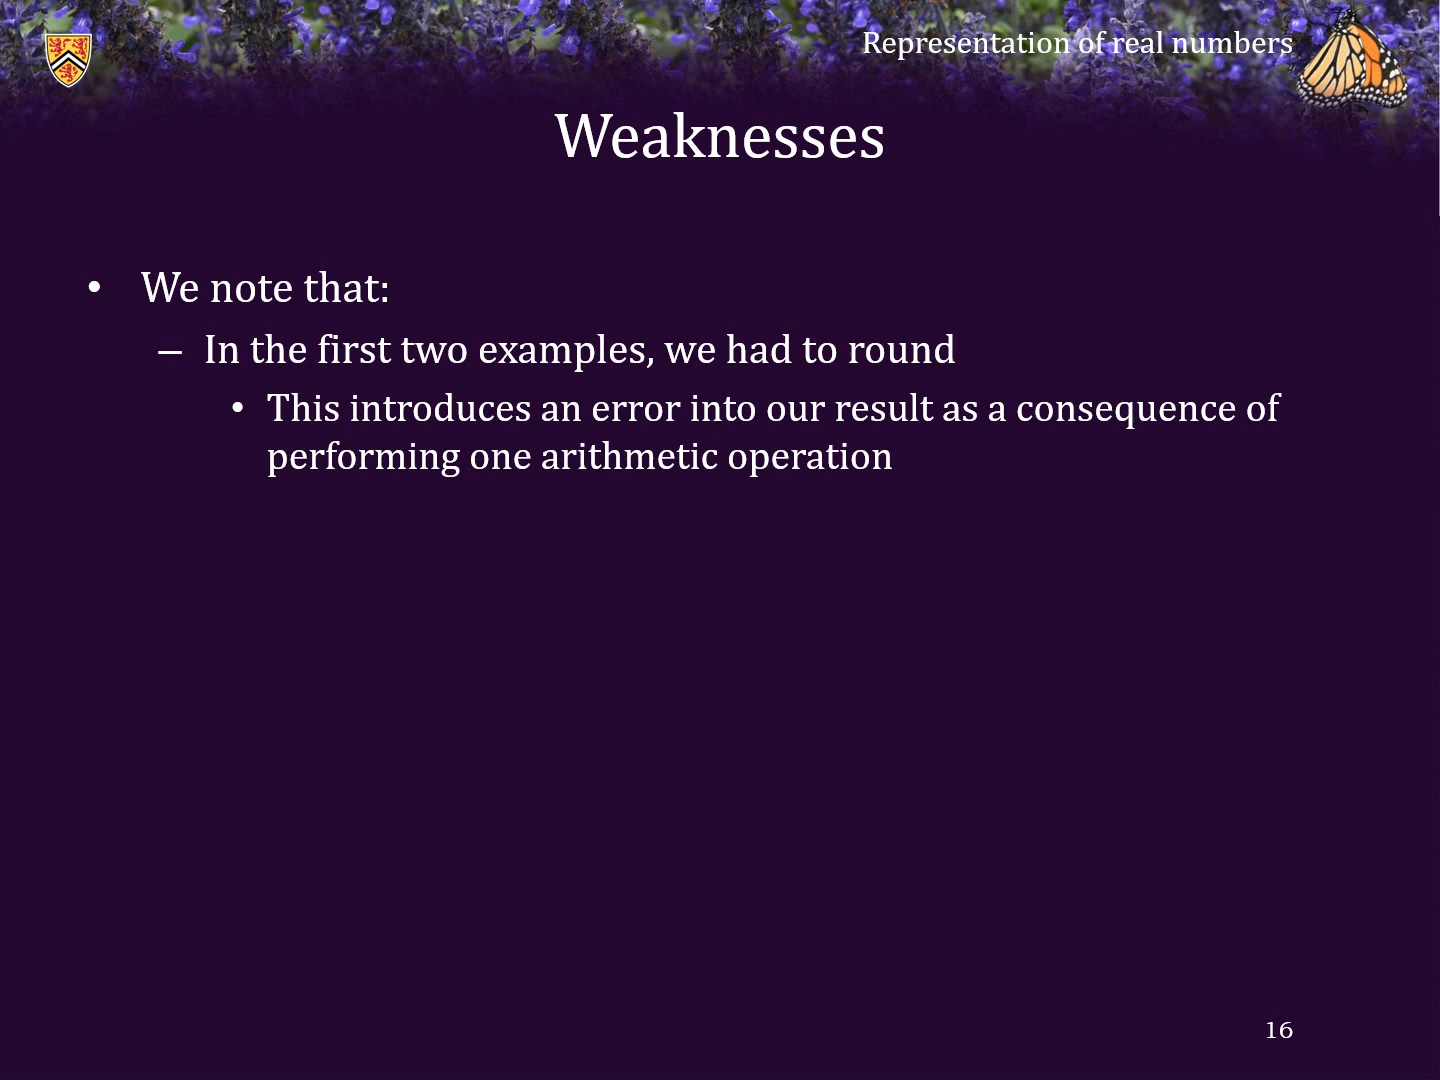 Representation of real numbers
Weaknesses
• We note that:
– In the first two examples, we had to round
• This introduces an error into our result as a consequence of
performing one arithmetic operation
16